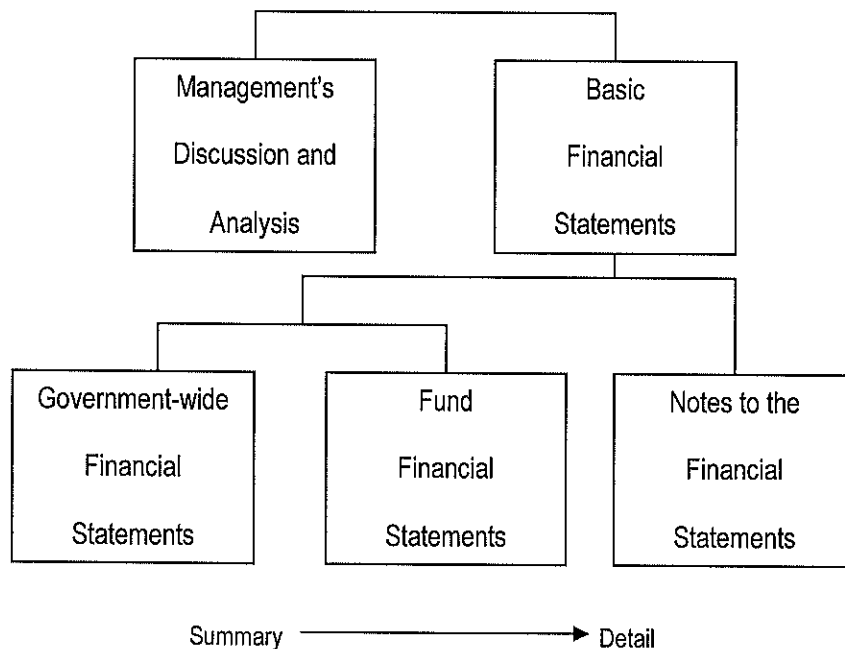 Management's
Discussion and
Analysis
Basic
Financial
Statements
Government-wide
Financial
Statements
Fund
Financial
Statements
Notes to the
Financial
Statements
Summary
Detail